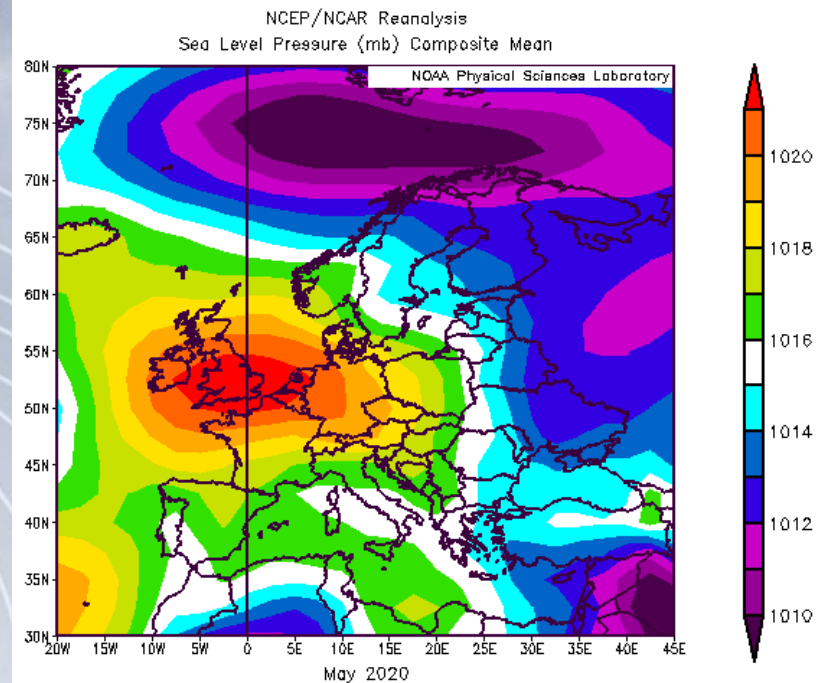 NCEP/NCAR Reanalysis
Sea Level Pressure (mb) Composite Mean
NOAA Physical Sciences Laboratory
80N
75N
70N
65N
60N
55N
50N
45N
40N
35N
30N
20W 15W 10W 5W 0 5E 10E 15E 20E 25E 30E 35E 40E 45E
May 2020
1020
1018
1016
1014
1012
1010